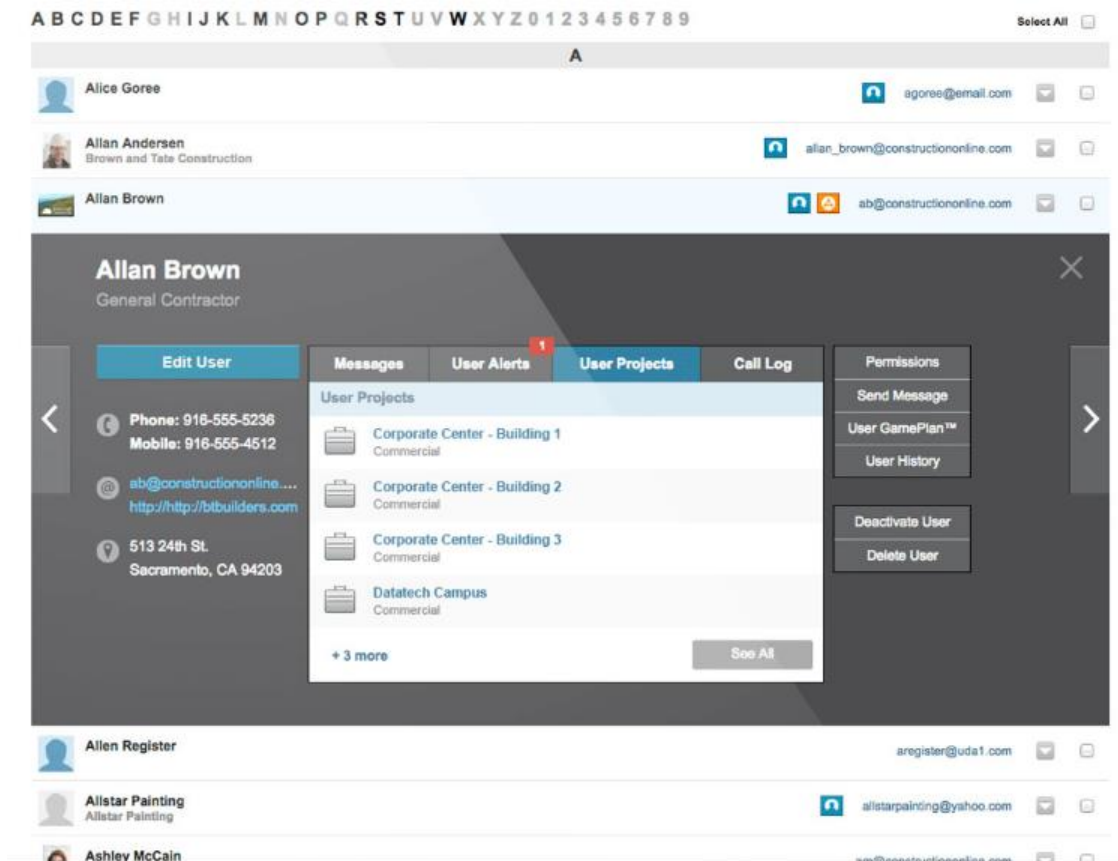 A B C D E F G H I J K L M N O P Q R S T U V W X Y Z 0 1 2 3 4 5 6 7 8 9 Select All
A
Alice Goree agoree@email.com
Allan Andersen allan_brown@constructiononline.com
Brown and Tate Construction
Allan Brown ab@constructiononline.com
Allan Brown
General Contractor
Edit User
Phone: 916-555-5236
Mobile: 916-555-4512
ab@constructiononline....
http://http://btbuilders.com
513 24th St.
Sacramento, CA 94203
1
Messages User Alerts User Projects Call Log
User Projects
Corporate Center - Building 1
Commercial
Corporate Center - Building 2
Commercial
Corporate Center - Building 3
Commercial
Datatech Campus
Commercial
+ 3 more See All
Permissions
Send Message
User GamePlan™
User History
Deactivate User
Delete User
Allen Register aregister@uda1.com
Allstar Painting allstarpainting@yahoo.com
Allstar Painting
Ashley McCain am@constructiononline.com